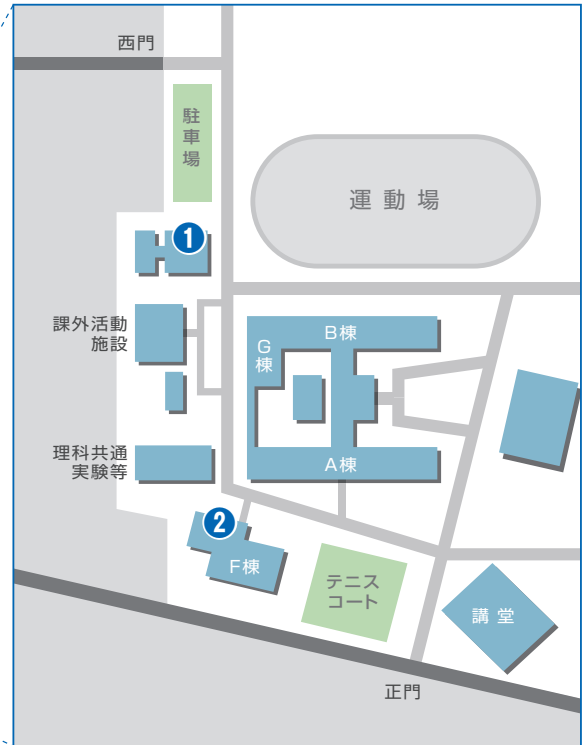 西門
駐車場
運動場
1
課外活動
施設
B棟
G棟
理科共通
実験等
A棟
2
F棟
テニス
コート
講堂
正門